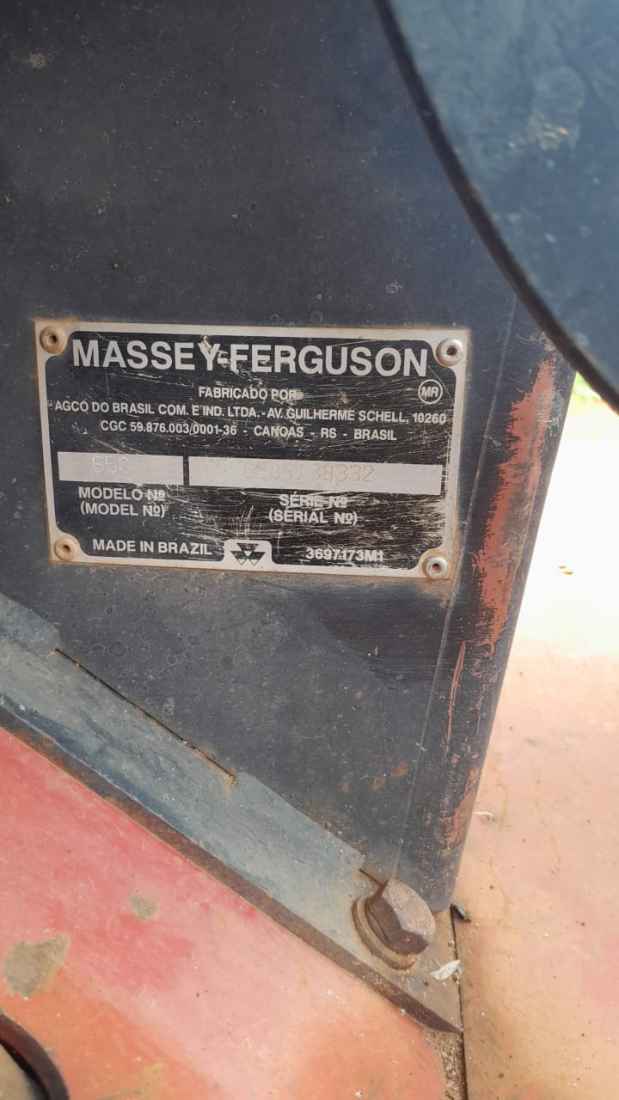 MASSEY-FERGUSON
MR
FABRICADO POR
AGCO DO BRASIL COM. E IND. LTDA. - AV. GUILHERME SCHELL, 10260
CGC 59.876.003/0001-36 - CANOAS - RS - BRASIL
MODELO Nº
(MODEL Nº)
SÉRIE Nº
(SERIAL Nº)
MADE IN BRAZIL
3697173M1